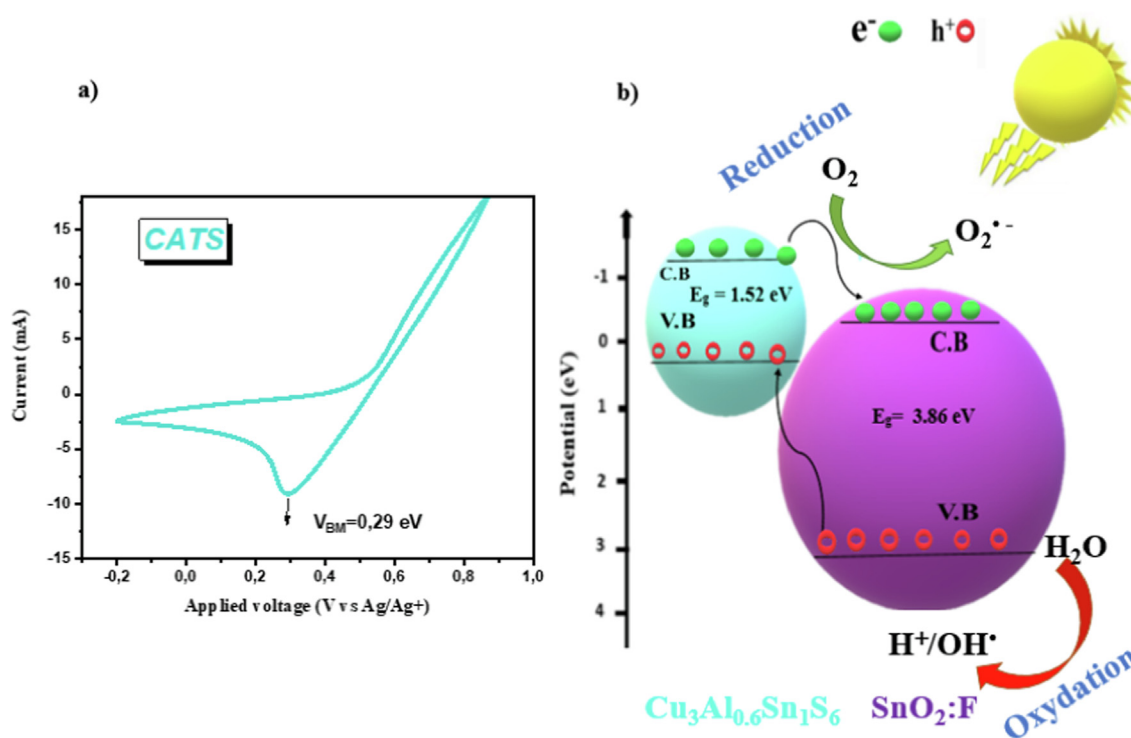 a)
CATS
Current (mA)
15
10
5
0
-5
-10
-15
V_BM=0,29 eV
-0,2 0,0 0,2 0,4 0,6 0,8 1,0
Applied voltage (V vs Ag/Ag+)
b)
e⁻ h⁺
Reduction
O₂
O₂•-
Potential (eV)
-1
0
1
2
3
4
C.B
E_g = 1.52 eV
V.B
C.B
E_g= 3.86 eV
V.B
H₂O
H⁺/OH•
Oxydation
Cu₃Al₀.₆Sn₁S₆ SnO₂:F